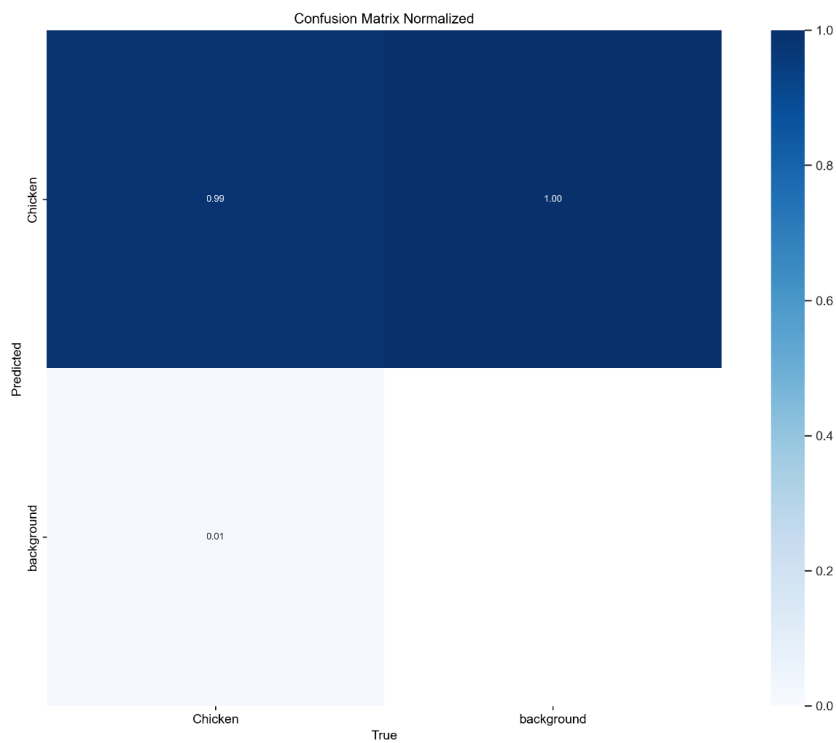 Confusion Matrix Normalized
1.0
0.8
0.6
0.4
0.2
0.0
Predicted
Chicken
background
0.99
1.00
0.01
Chicken
background
True